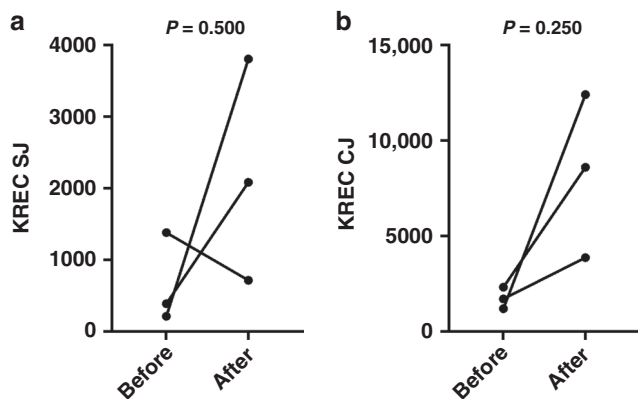 a
P = 0.500
KREC SJ
4000
3000
2000
1000
0
Before
After
b
P = 0.250
KREC CJ
15,000
10,000
5000
0
Before
After